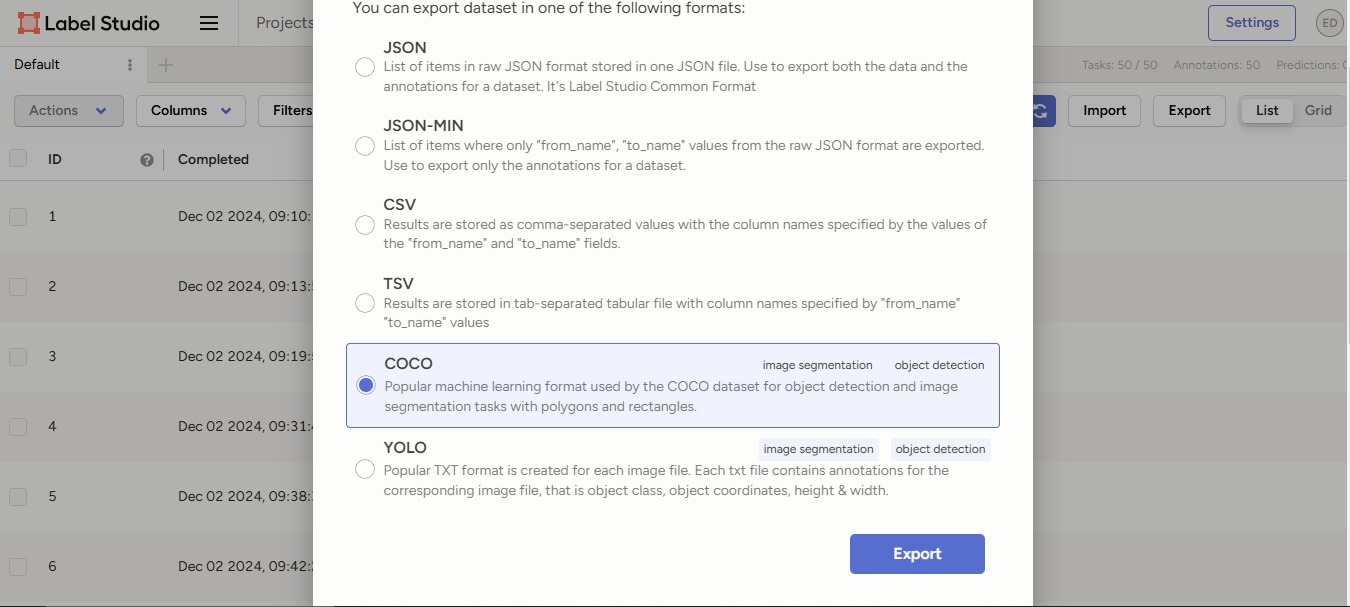 You can export dataset in one of the following formats:
Label Studio
Projects
Settings
ED
Default
Tasks: 50 / 50
Annotations: 50
Predictions:
Actions
Columns
Filters
Import
Export
List
Grid
ID
Completed
1
Dec 02 2024, 09:10:
2
Dec 02 2024, 09:13:
3
Dec 02 2024, 09:19:
4
Dec 02 2024, 09:31:
5
Dec 02 2024, 09:38:
6
Dec 02 2024, 09:42:
JSON
List of items in raw JSON format stored in one JSON file. Use to export both the data and the
annotations for a dataset. It's Label Studio Common Format
JSON-MIN
List of items where only "from_name", "to_name" values from the raw JSON format are exported.
Use to export only the annotations for a dataset.
CSV
Results are stored as comma-separated values with the column names specified by the values of
the "from_name" and "to_name" fields.
TSV
Results are stored in tab-separated tabular file with column names specified by "from_name"
"to_name" values
COCO
image segmentation
object detection
Popular machine learning format used by the COCO dataset for object detection and image
segmentation tasks with polygons and rectangles.
YOLO
image segmentation
object detection
Popular TXT format is created for each image file. Each txt file contains annotations for the
corresponding image file, that is object class, object coordinates, height & width.
Export